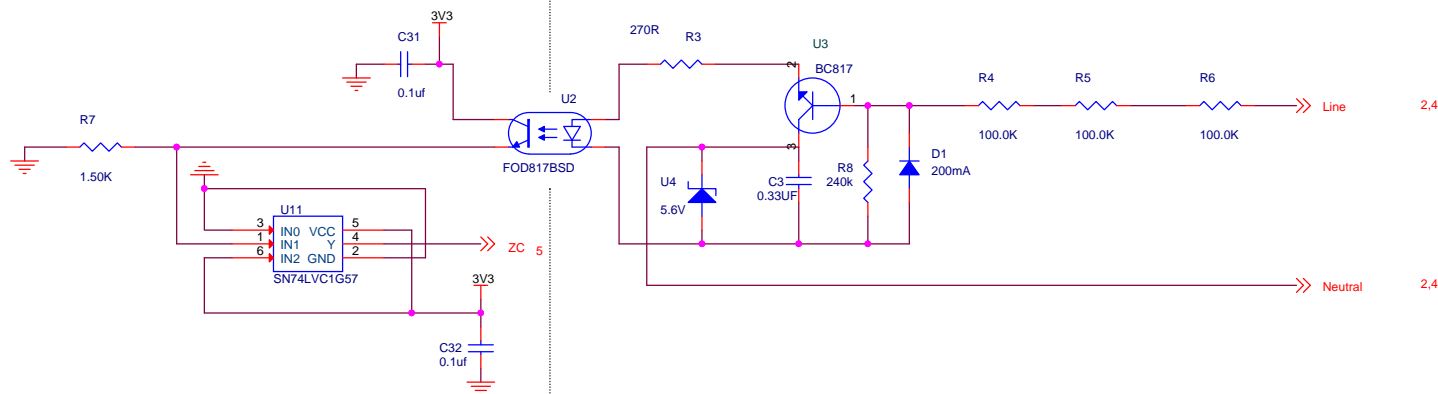 3V3
C31
0.1uf
270R
R3
U3
BC817
2
1
3
R4
100.0K
R5
100.0K
R6
100.0K
Line
2,4
U2
FOD817BSD
R7
1.50K
U4
5.6V
C3
0.33UF
R8
240k
D1
200mA
U11
3 IN0 VCC 5
1 IN1 Y 4
6 IN2 GND 2
SN74LVC1G57
ZC 5
3V3
C32
0.1uf
Neutral
2,4